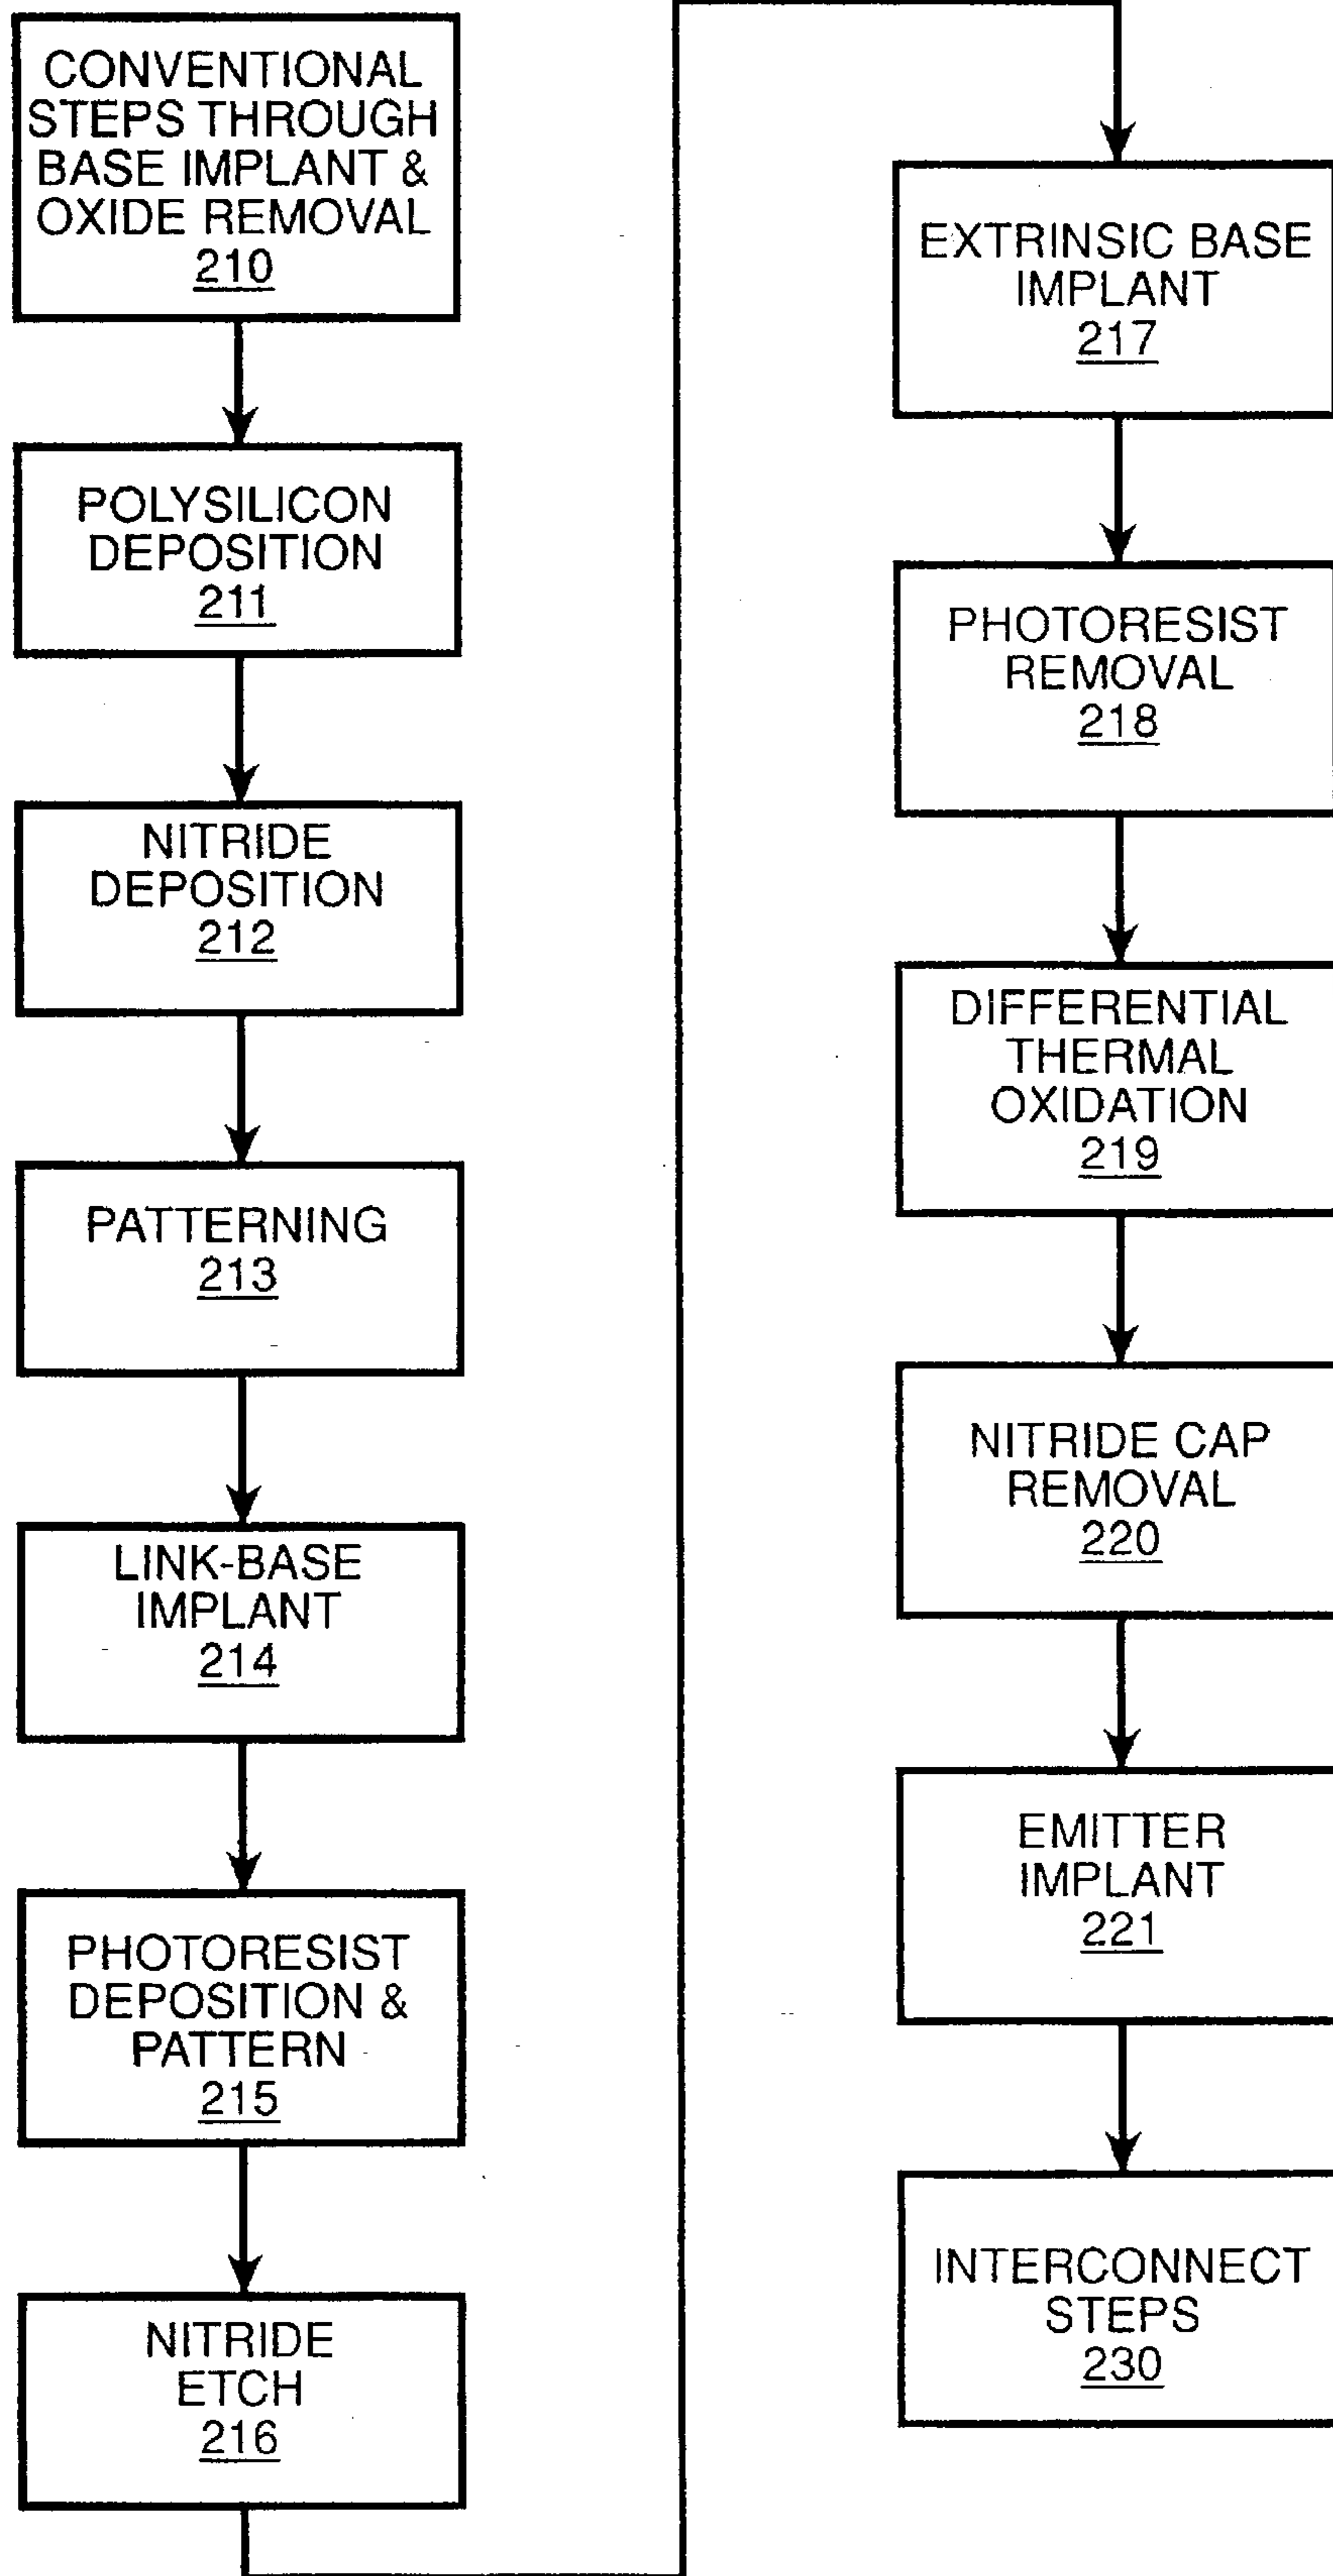 CONVENTIONAL
STEPS THROUGH
BASE IMPLANT &
OXIDE REMOVAL
210
POLYSILICON
DEPOSITION
211
NITRIDE
DEPOSITION
212
PATTERNING
213
LINK-BASE
IMPLANT
214
PHOTORESIST
DEPOSITION &
PATTERN
215
NITRIDE
ETCH
216
EXTRINSIC BASE
IMPLANT
217
PHOTORESIST
REMOVAL
218
DIFFERENTIAL
THERMAL
OXIDATION
219
NITRIDE CAP
REMOVAL
220
EMITTER
IMPLANT
221
INTERCONNECT
STEPS
230